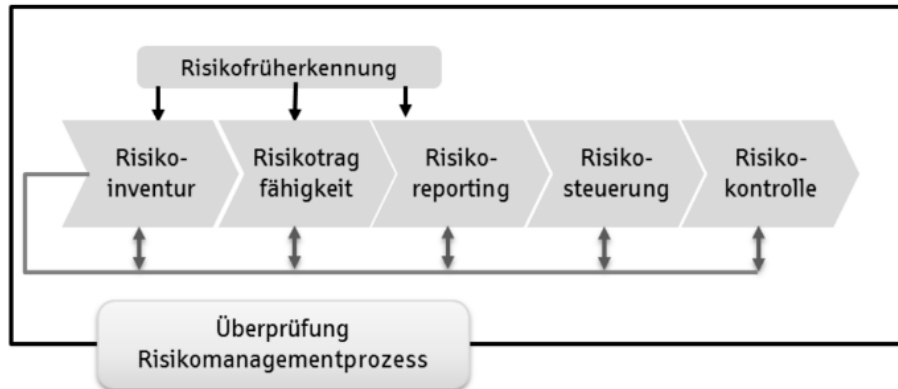 Risikofrüherkennung
Risiko-
inventur
Risikotrag
fähigkeit
Risiko-
reporting
Risiko-
steuerung
Risiko-
kontrolle
Überprüfung
Risikomanagementprozess